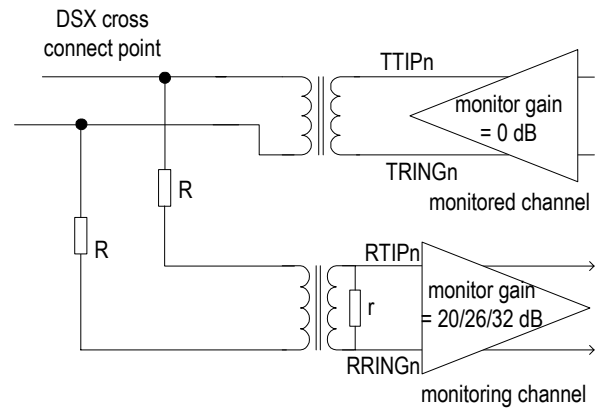 DSX cross
connect point
TTIPn
monitor gain
= 0 dB
TRINGn
monitored channel
R
R
RTIPn
monitor gain
= 20/26/32 dB
r
RRINGn
monitoring channel